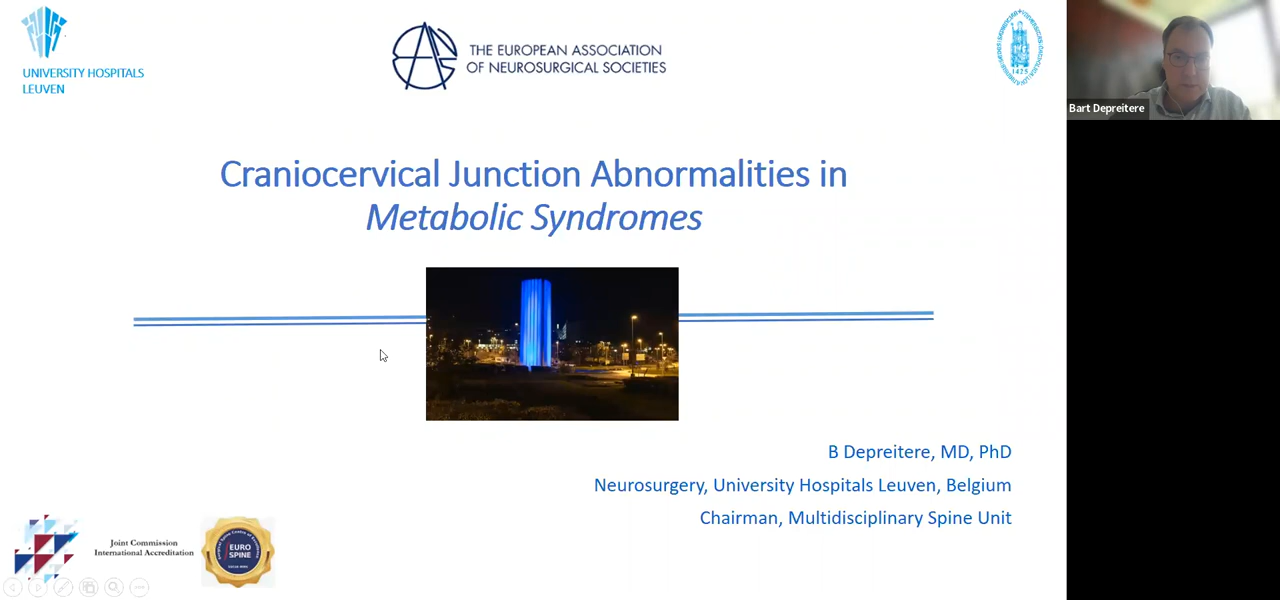 UNIVERSITY HOSPITALS
LEUVEN
THE EUROPEAN ASSOCIATION
OF NEUROSURGICAL SOCIETIES
1425
Bart Depreitere
Craniocervical Junction Abnormalities in
Metabolic Syndromes
B Depreitere, MD, PhD
Neurosurgery, University Hospitals Leuven, Belgium
Chairman, Multidisciplinary Spine Unit
Joint Commission
International Accreditation
EURO
SPINE